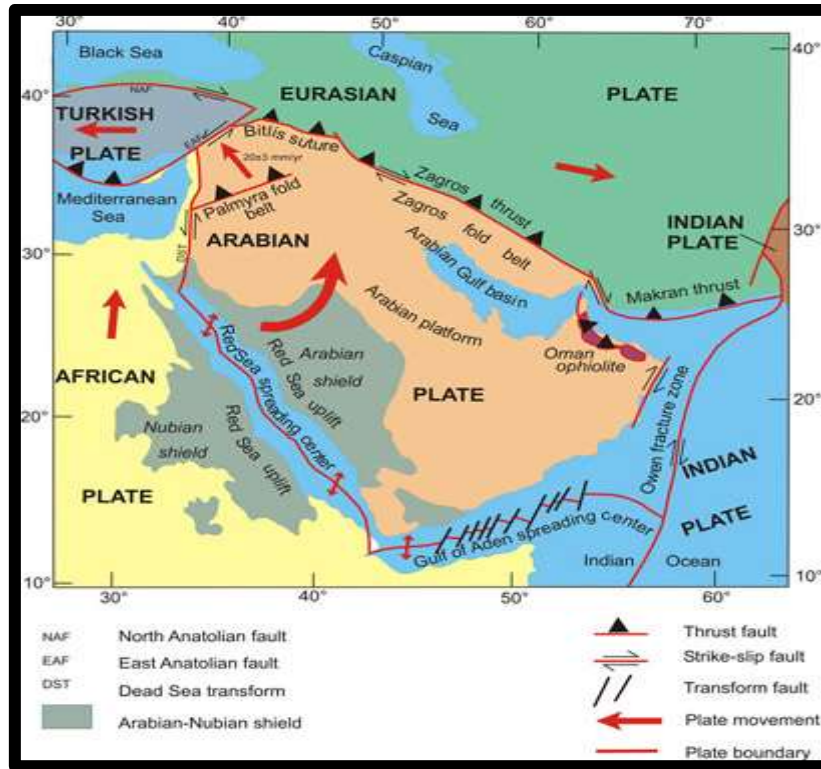 30° 40° 50° 60° 70°
Black Sea
Caspian
Sea
40° 40°
NAF
EURASIAN PLATE
TURKISH
PLATE
EAF
Bitlis suture
20±3 mm/yr
Mediterranean
Sea
Palmyra fold
belt
Zagros thrust
Zagros fold belt
INDIAN
PLATE
30° 30°
DST
ARABIAN
Arabian Gulf basin
Makran thrust
Arabian platform
AFRICAN
Red Sea spreading center
Red Sea uplift
Arabian
shield
Oman
ophiolite
PLATE
20° 20°
Nubian
shield
Red Sea uplift
Owen fracture zone
PLATE
INDIAN
PLATE
Gulf of Aden spreading center
Indian Ocean
10° 10°
30° 40° 50° 60°
NAF North Anatolian fault
EAF East Anatolian fault
DST Dead Sea transform
Arabian-Nubian shield
Thrust fault
Strike-slip fault
Transform fault
Plate movement
Plate boundary